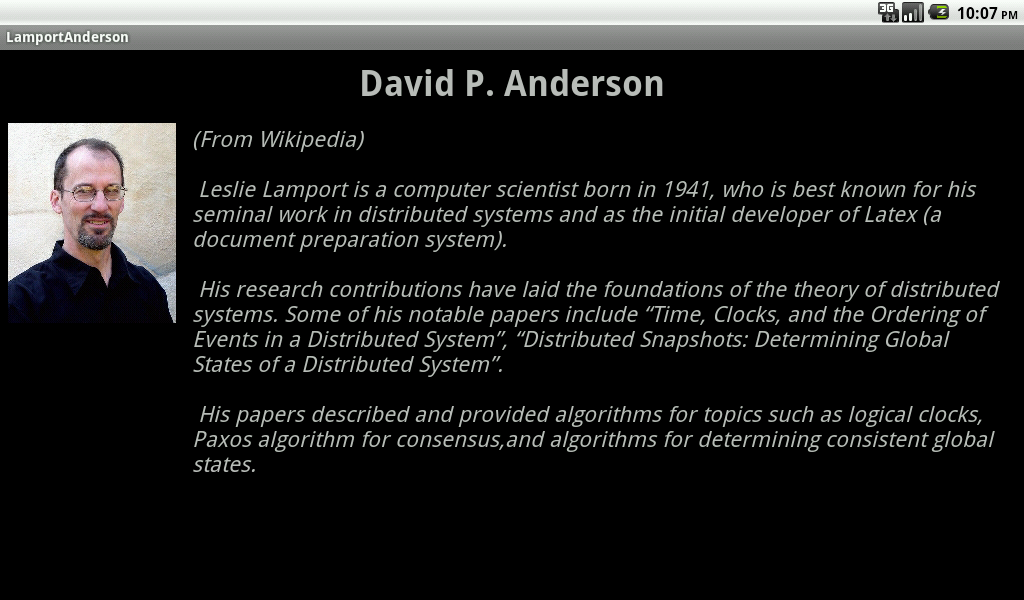 3G 10:07 PM
LamportAnderson
David P. Anderson
(From Wikipedia)
Leslie Lamport is a computer scientist born in 1941, who is best known for his
seminal work in distributed systems and as the initial developer of Latex (a
document preparation system).
His research contributions have laid the foundations of the theory of distributed
systems. Some of his notable papers include “Time, Clocks, and the Ordering of
Events in a Distributed System”, “Distributed Snapshots: Determining Global
States of a Distributed System”.
His papers described and provided algorithms for topics such as logical clocks,
Paxos algorithm for consensus,and algorithms for determining consistent global
states.